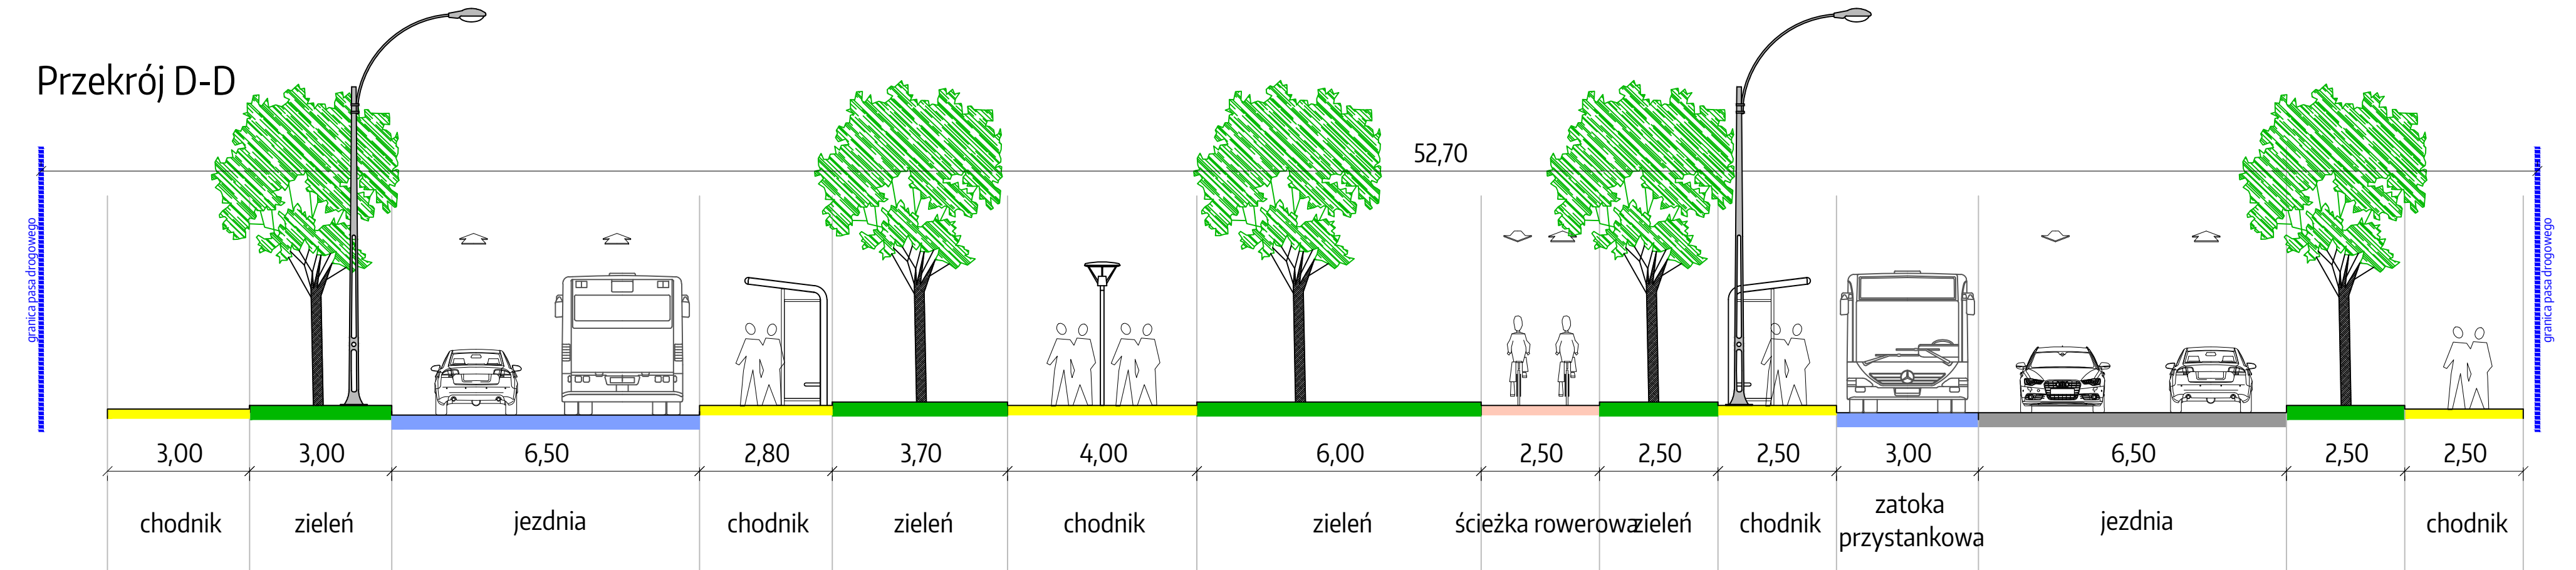 Przekrój D-D
52,70
granica pasa drogowego
granica pasa drogowego
3,00 3,00 6,50 2,80 3,70 4,00 6,00 2,50 2,50 2,50 3,00 6,50 2,50 2,50
chodnik zieleń jezdnia chodnik zieleń chodnik zieleń ścieżka rowerowa zieleń chodnik zatoka jezdnia chodnik
przystankowa